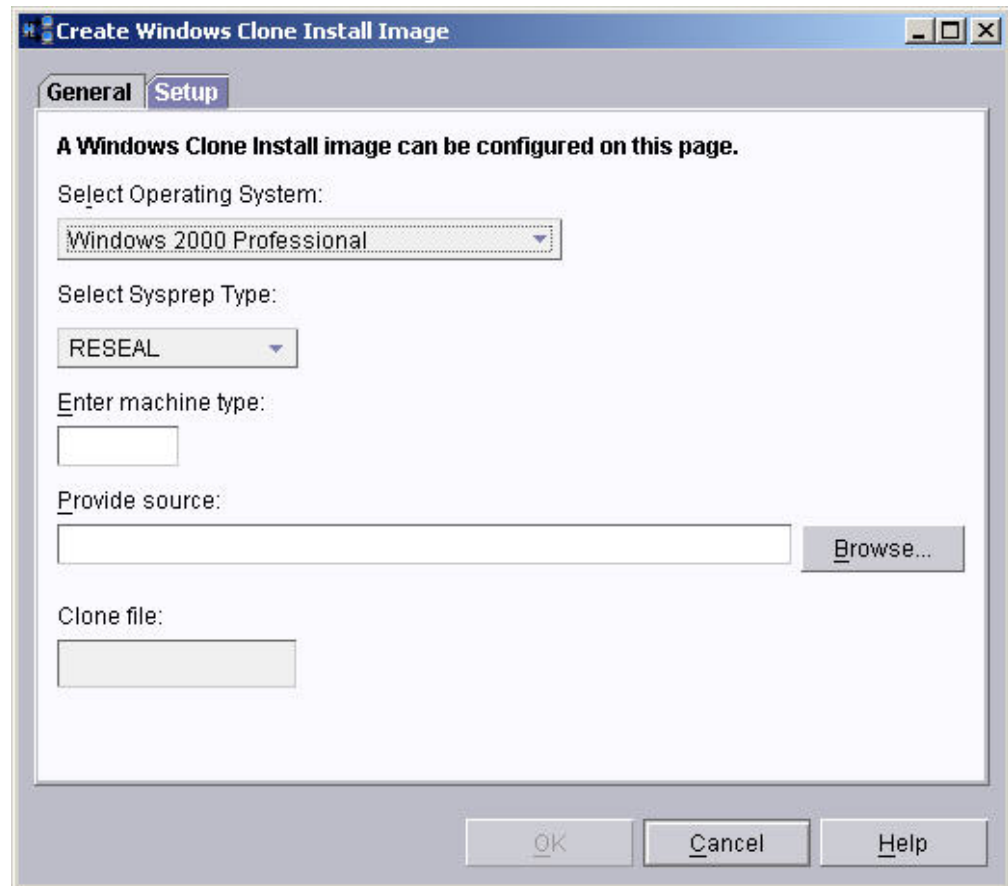 Create Windows Clone Install Image
General Setup
A Windows Clone Install image can be configured on this page.
Select Operating System:
Windows 2000 Professional
Select Sysprep Type:
RESEAL
Enter machine type:
Provide source:
Browse...
Clone file:
OK Cancel Help